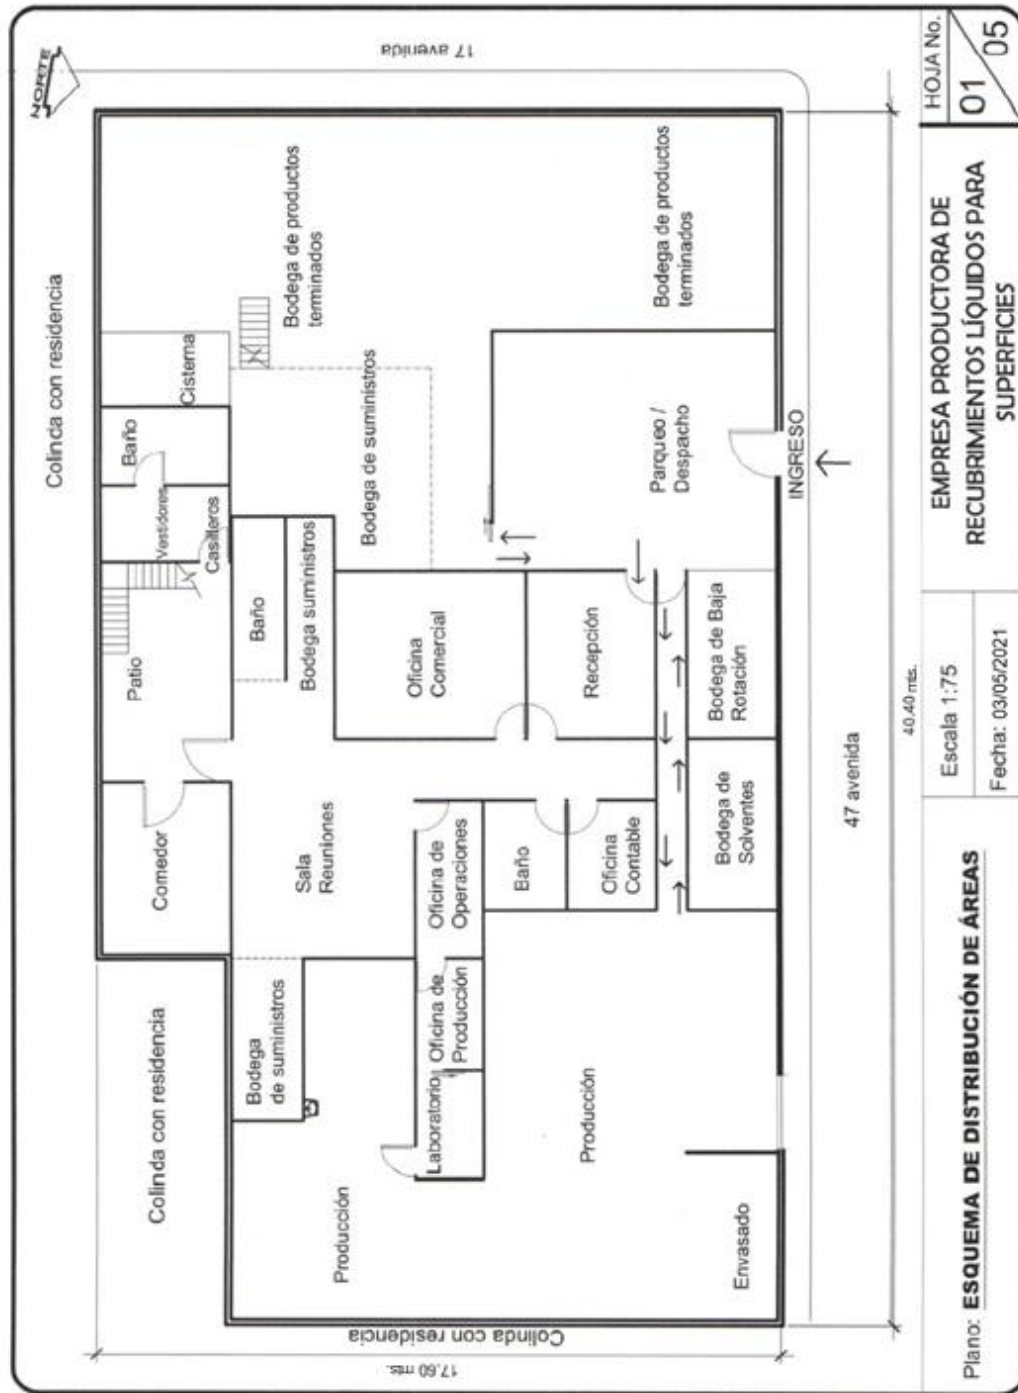 NORTE
Colinda con residencia
17 avenida
Colinda con residencia
Colinda con residencia
Comedor
Patio
Vestidores
Casilleros
Baño
Cisterna
Bodega de productos
terminados
Bodega
de suministros
Sala
Reuniones
Baño
Bodega suministros
Bodega de suministros
Producción
Laboratorio
Oficina de
Producción
Oficina de
Operaciones
Baño
Oficina
Contable
Oficina
Comercial
Recepción
Parqueo /
Despacho
Bodega de productos
terminados
Producción
Envasado
Bodega de
Solventes
Bodega de Baja
Rotación
INGRESO
47 avenida
17.60 mts.
40.40 mts.
Plano: ESQUEMA DE DISTRIBUCIÓN DE ÁREAS
Escala 1:75
Fecha: 03/05/2021
EMPRESA PRODUCTORA DE
RECUBRIMIENTOS LÍQUIDOS PARA
SUPERFICIES
HOJA No.
01
05